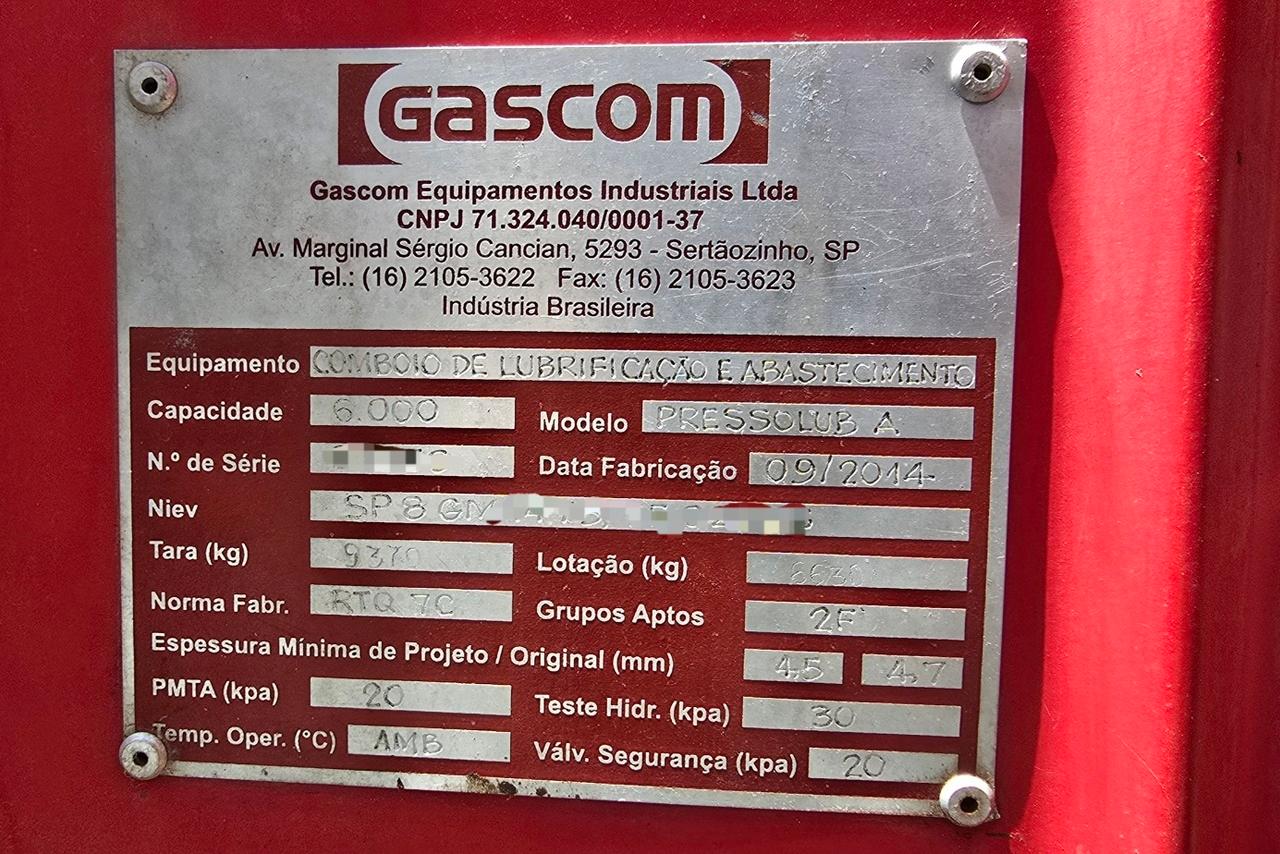 Gascom
Gascom Equipamentos Industriais Ltda
CNPJ 71.324.040/0001-37
Av. Marginal Sérgio Cancian, 5293 - Sertãozinho, SP
Tel.: (16) 2105-3622 Fax: (16) 2105-3623
Indústria Brasileira
Equipamento COMBOIO DE LUBRIFICAÇÃO E ABASTECIMENTO
Capacidade 6.000 Modelo PRESSOLUB A
N.º de Série Data Fabricação 09/2014
Niev SP 8 GM
Tara (kg) 9370 Lotação (kg)
Norma Fabr. RTQ 7C Grupos Aptos 2F
Espessura Mínima de Projeto / Original (mm) 4.5 4.7
PMTA (kpa) 20 Teste Hidr. (kpa) 30
Temp. Oper. (°C) AMB Válv. Segurança (kpa) 20